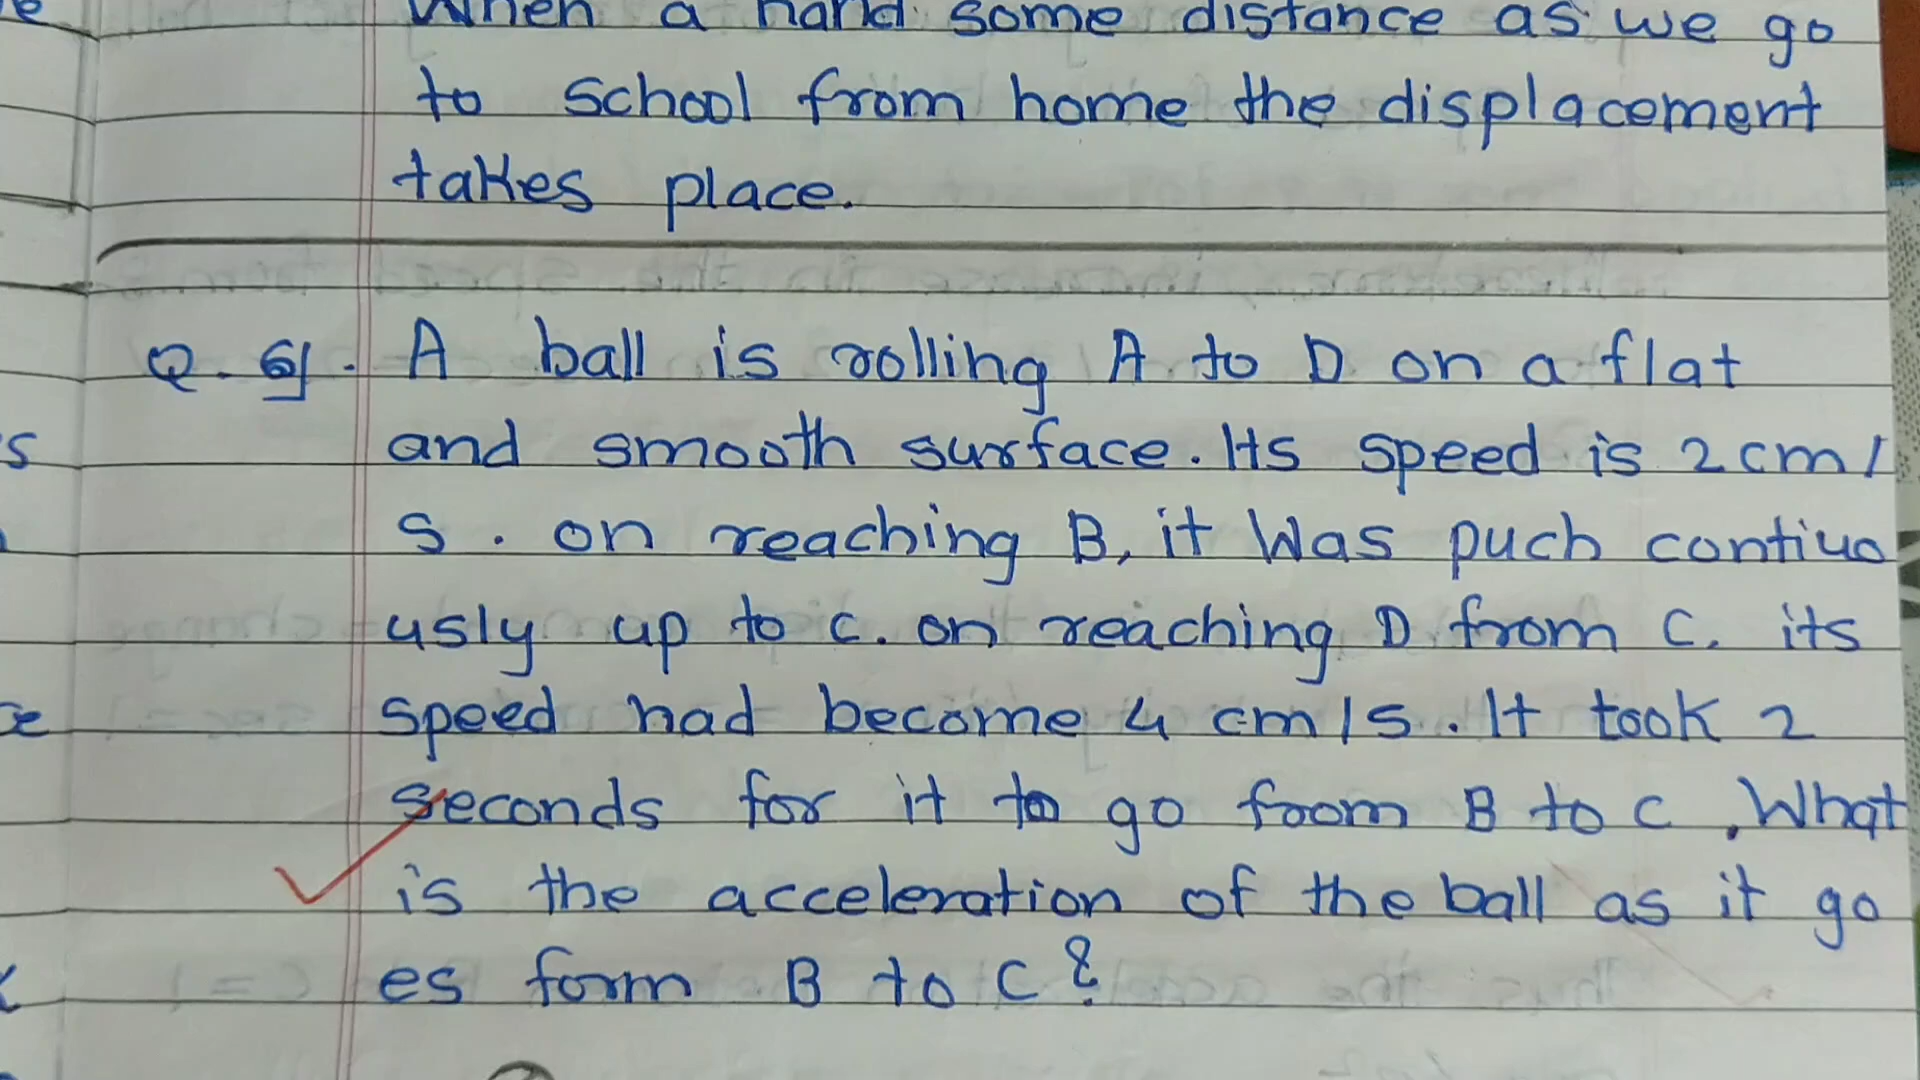 When a hand some distance as we go
to school from home the displacement
takes place.
Q. 6). A ball is rolling A to D on a flat
and smooth surface. Its speed is 2 cm/
s. on reaching B, it was puch contiuo
usly up to c. on reaching D from C. its
speed had become 4 cm/s. It took 2
seconds for it to go from B to C, What
is the acceleration of the ball as it go
es form B to C?